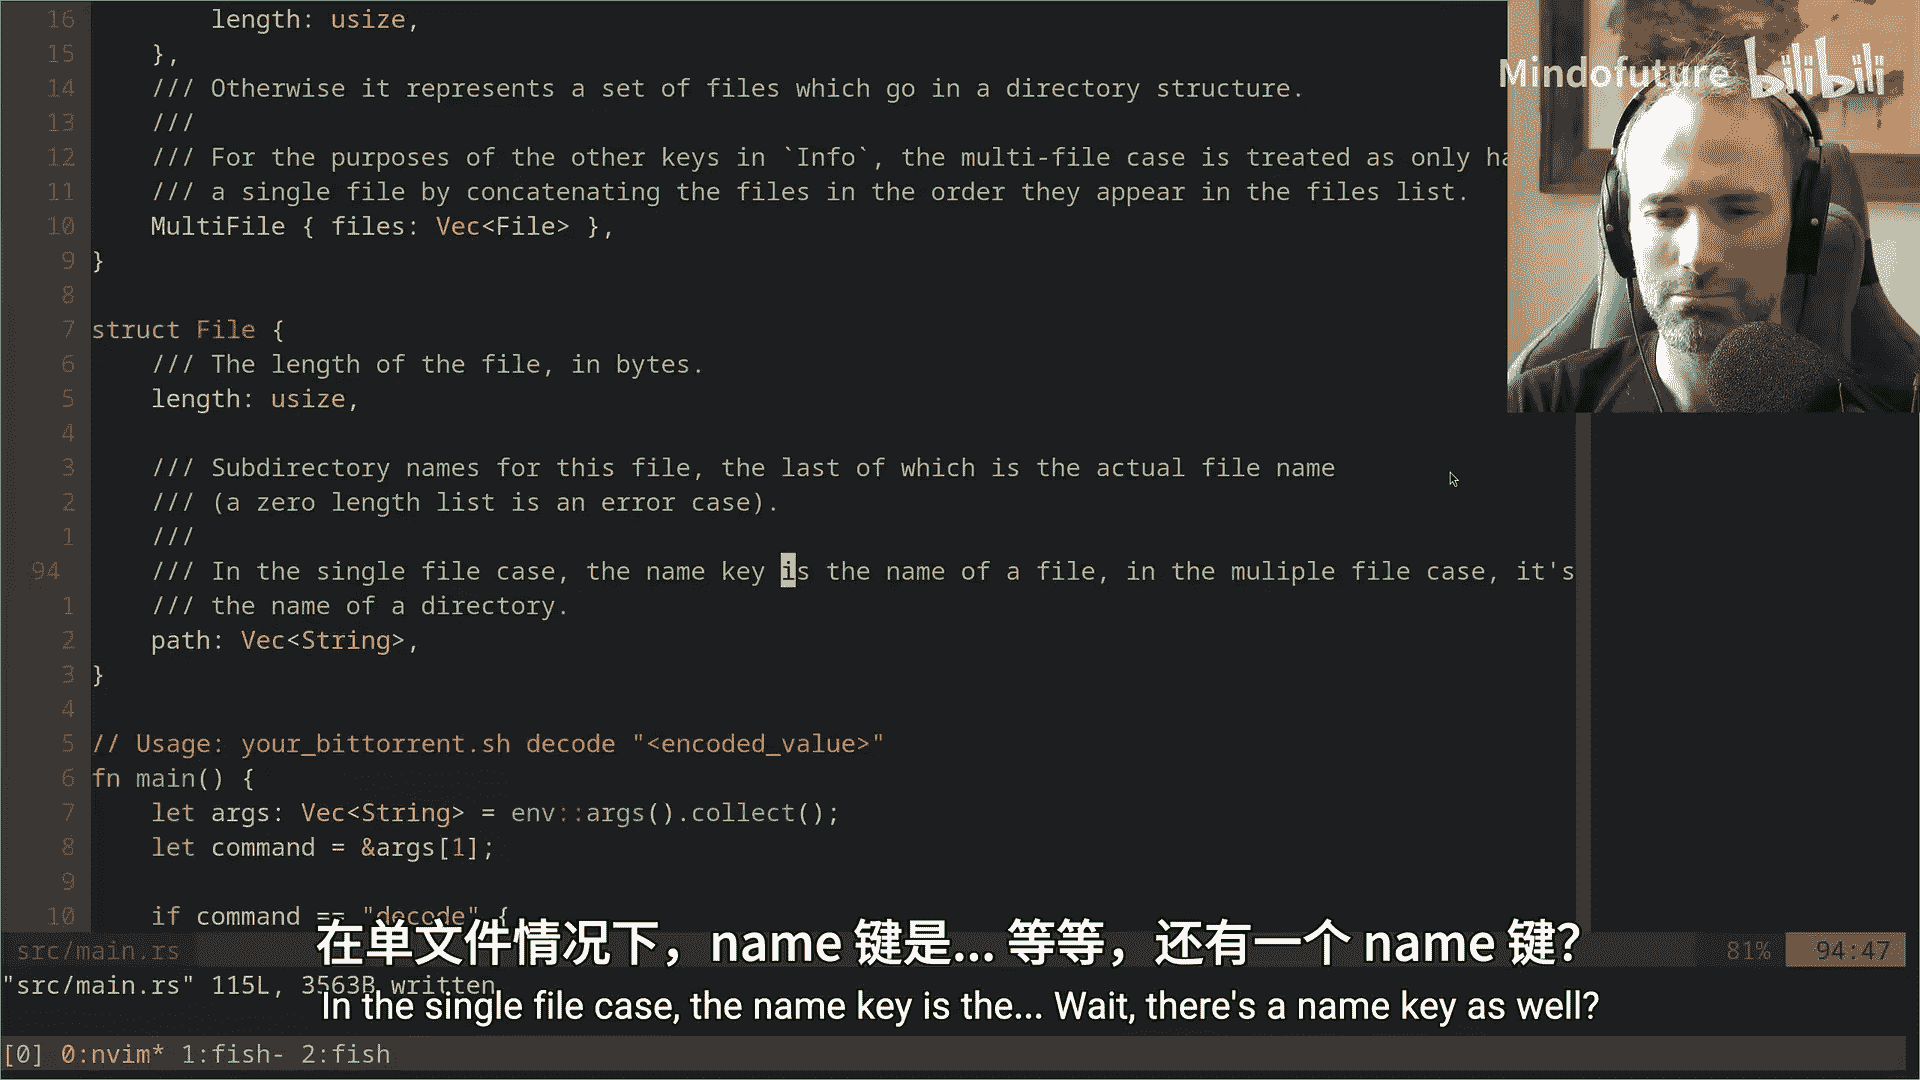 16 length: usize,
15 },
14 /// Otherwise it represents a set of files which go in a directory structure.
13 ///
12 /// For the purposes of the other keys in `Info`, the multi-file case is treated as only ha
11 /// a single file by concatenating the files in the order they appear in the files list.
10 MultiFile { files: Vec<File> },
9 }
8
7 struct File {
6 /// The length of the file, in bytes.
5 length: usize,
4
3 /// Subdirectory names for this file, the last of which is the actual file name
2 /// (a zero length list is an error case).
1 ///
94 /// In the single file case, the name key is the name of a file, in the muliple file case, it's
1 /// the name of a directory.
2 path: Vec<String>,
3 }
4
5 // Usage: your_bittorrent.sh decode "<encoded_value>"
6 fn main() {
7 let args: Vec<String> = env::args().collect();
8 let command = &args[1];
9
10 if command == "decode" {
src/main.rs 81% 94:47
"src/main.rs" 115L, 3563B written
[0] 0:nvim* 1:fish- 2:fish
Mindofuture bilibili
在单文件情况下，name 键是... 等等，还有一个 name 键？
In the single file case, the name key is the... Wait, there's a name key as well?